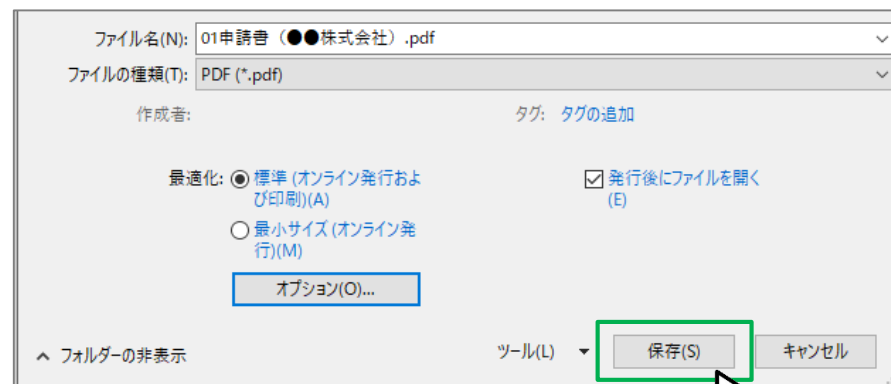 ファイル名(N): 01申請書（●●株式会社）.pdf
ファイルの種類(T): PDF (*.pdf)
作成者: タグ: タグの追加
最適化: 標準 (オンライン発行およ
び印刷)(A)
発行後にファイルを開く
(E)
最小サイズ (オンライン発
行)(M)
オプション(O)...
フォルダーの非表示 ツール(L) 保存(S) キャンセル